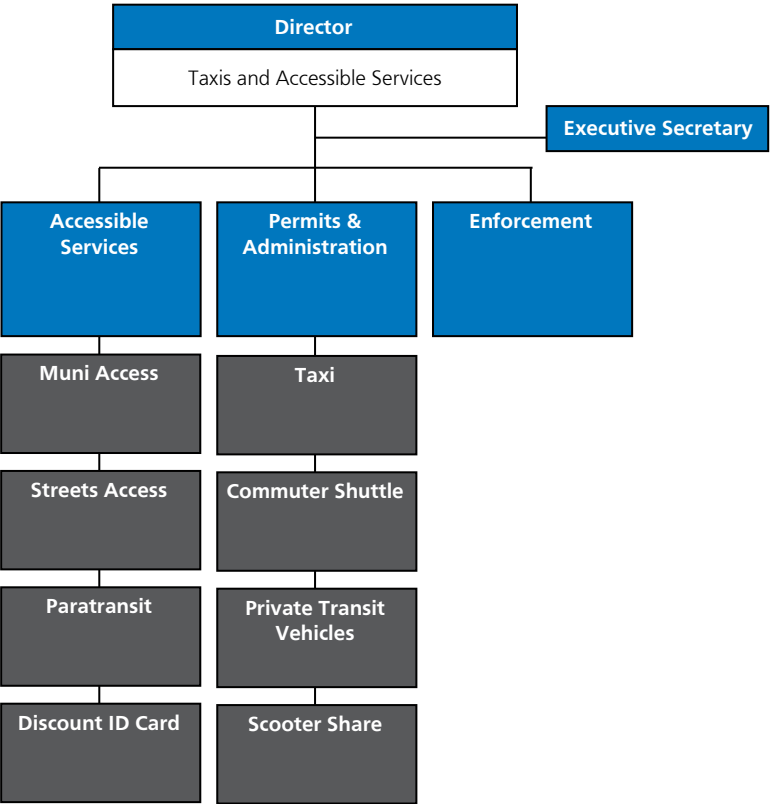 Director
Taxis and Accessible Services
Executive Secretary
Accessible
Services
Permits &
Administration
Enforcement
Muni Access
Taxi
Streets Access
Commuter Shuttle
Paratransit
Private Transit
Vehicles
Discount ID Card
Scooter Share